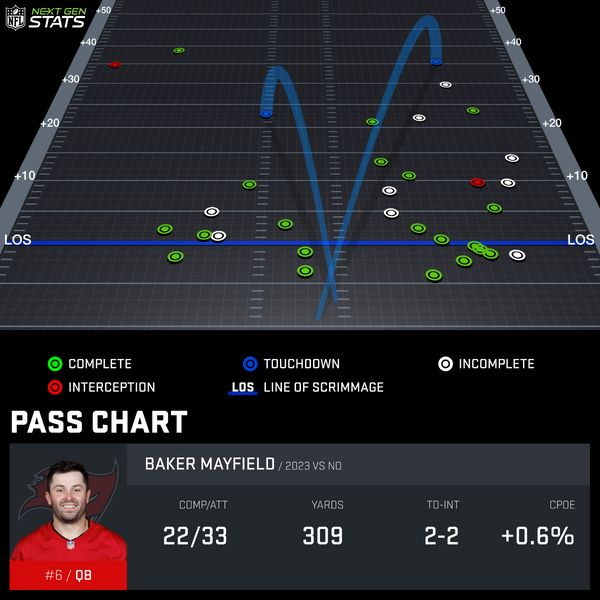 NFL NEXT GEN STATS
+50 +50
+40 +40
+30 +30
+20 +20
+10 +10
LOS LOS
COMPLETE TOUCHDOWN INCOMPLETE
INTERCEPTION LOS LINE OF SCRIMMAGE
PASS CHART
BAKER MAYFIELD / 2023 VS NO
COMP/ATT YARDS TD-INT CPOE
22/33 309 2-2 +0.6%
#6 / QB